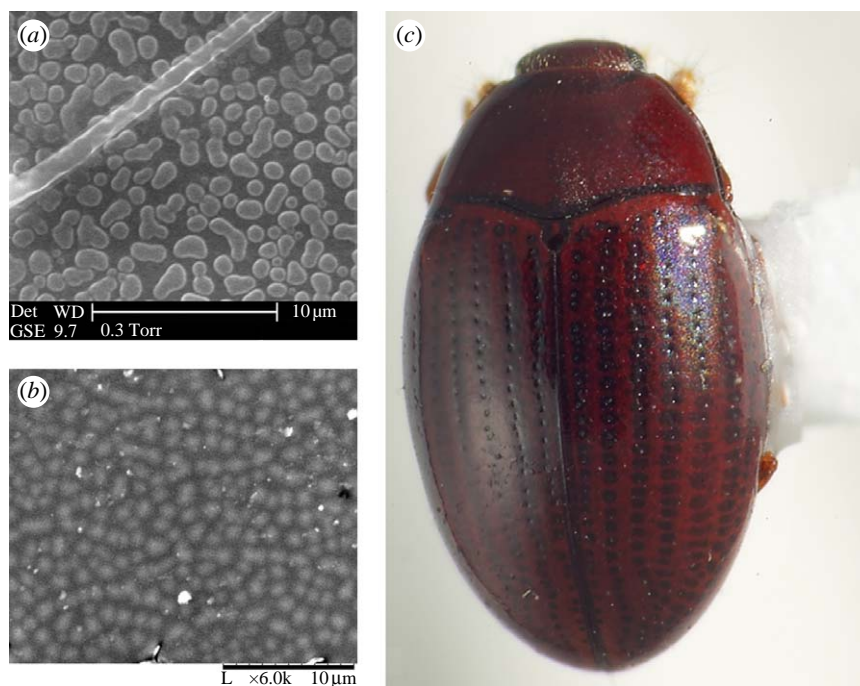 (a)
Det WD 10 μm
GSE 9.7 0.3 Torr
(b)
L ×6.0k 10 μm
(c)